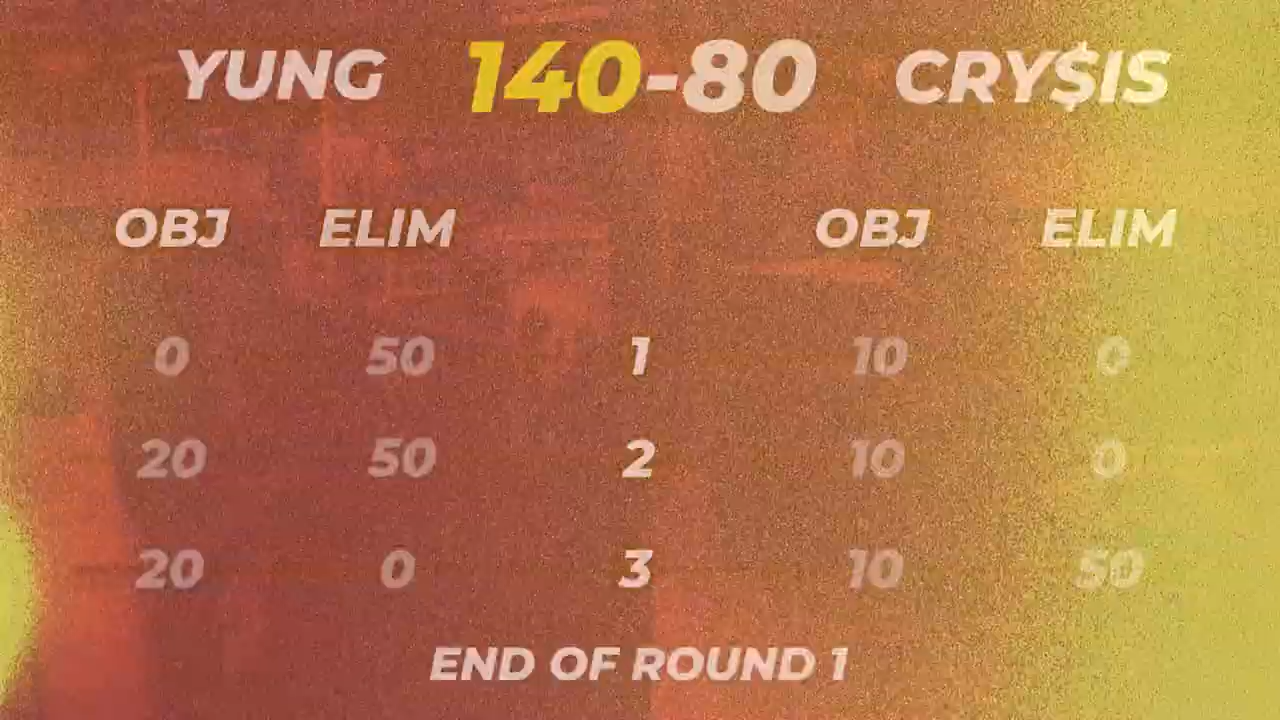 YUNG 140-80 CRY$IS
OBJ ELIM OBJ ELIM
0 50 1 10 0
20 50 2 10 0
20 0 3 10 50
END OF ROUND 1